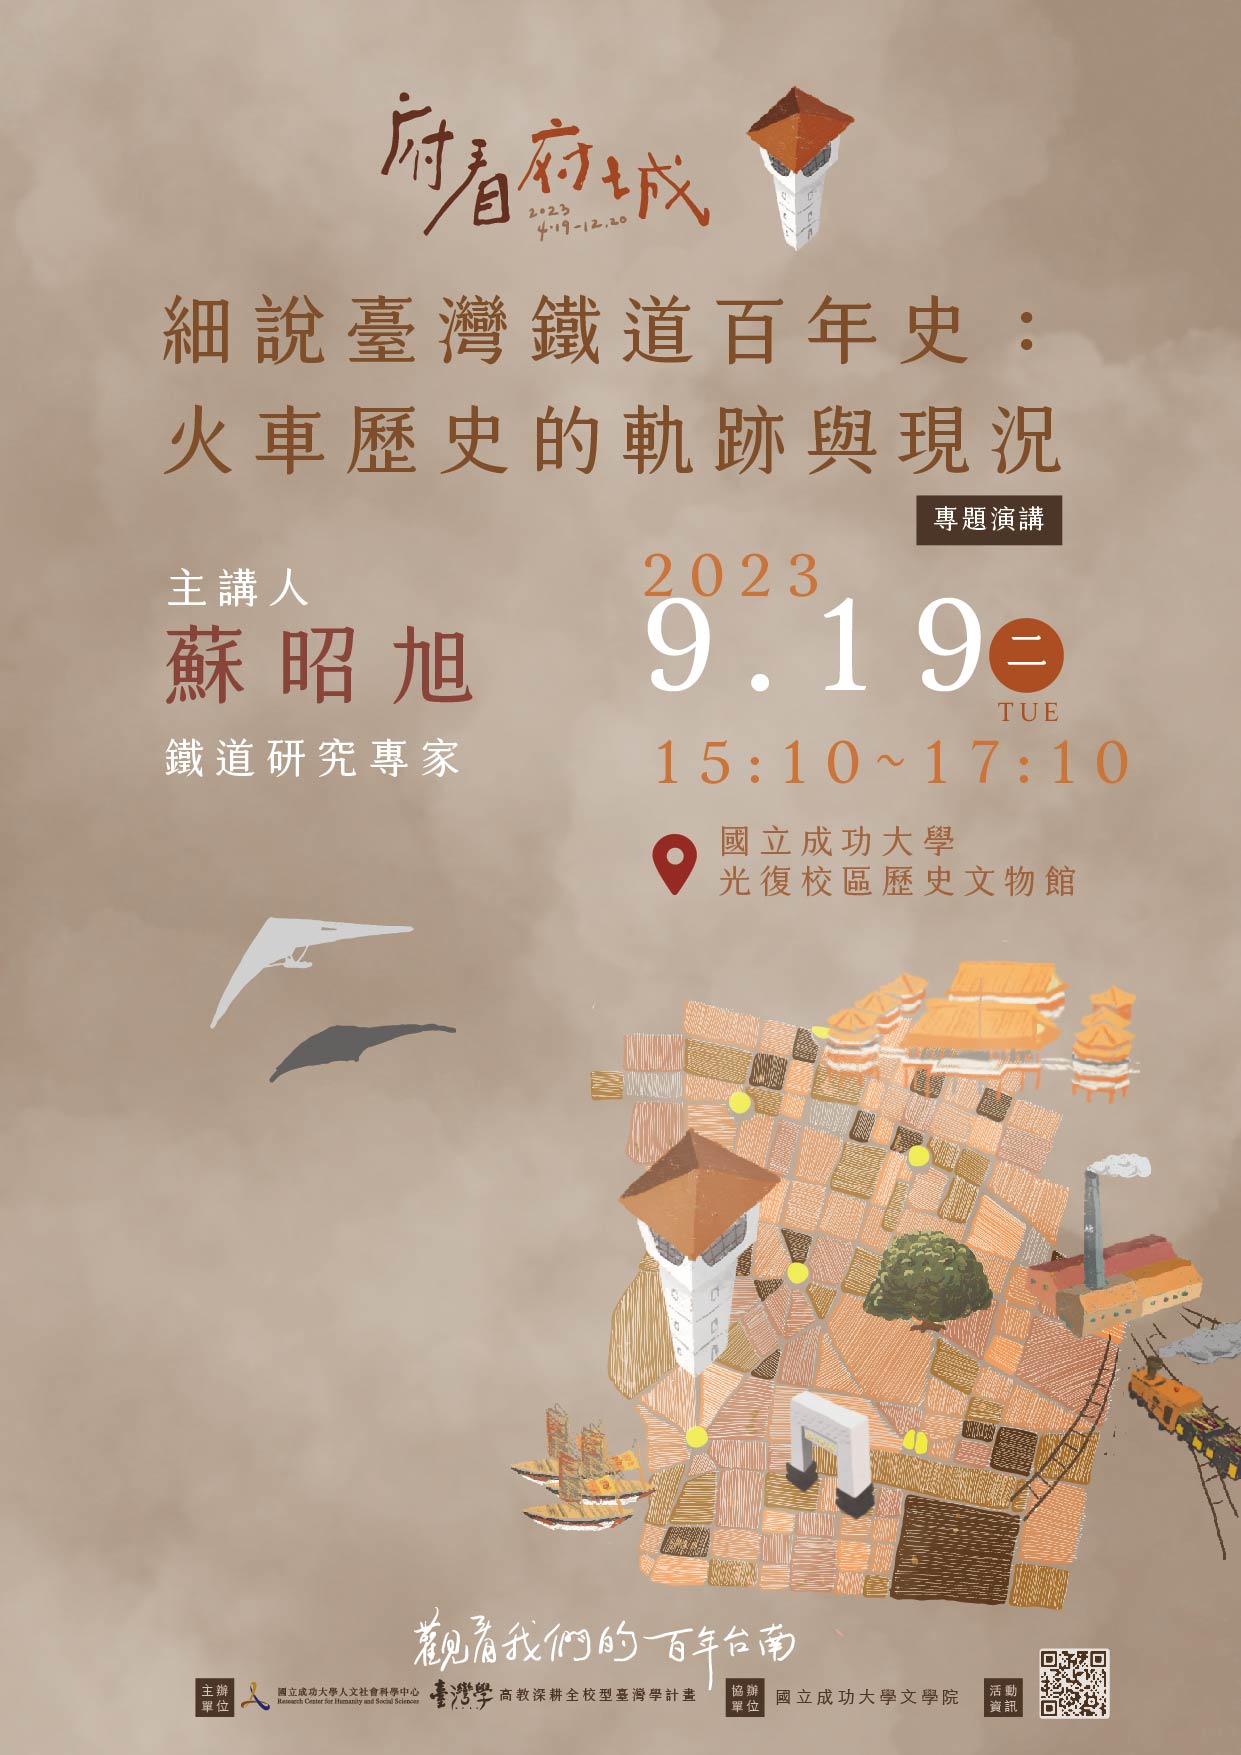 府看府城
2023
4.19-12.20
細說臺灣鐵道百年史：
火車歷史的軌跡與現況
專題演講
主講人
蘇昭旭
鐵道研究專家
2023
9.19 二
TUE
15:10~17:10
國立成功大學
光復校區歷史文物館
觀看我們的百年台南
主辦單位
國立成功大學人文社會科學中心
Research Center for Humanity and Social Sciences
臺灣學
高教深耕全校型臺灣學計畫
協辦單位
國立成功大學文學院
活動資訊